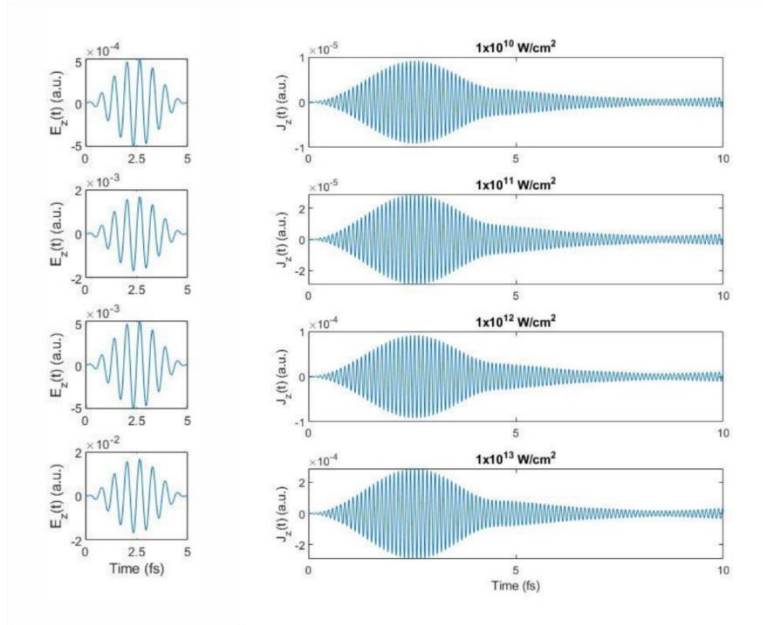 ×10⁻⁴
5
0
-5
0 2.5 5
E_z(t) (a.u.)
1x10¹⁰ W/cm²
×10⁻⁵
1
0
-1
0 5 10
J_z(t) (a.u.)
×10⁻³
2
0
-2
0 2.5 5
E_z(t) (a.u.)
1x10¹¹ W/cm²
×10⁻⁵
2
0
-2
0 5 10
J_z(t) (a.u.)
×10⁻³
5
0
-5
0 2.5 5
E_z(t) (a.u.)
1x10¹² W/cm²
×10⁻⁴
1
0
-1
0 5 10
J_z(t) (a.u.)
×10⁻²
2
0
-2
0 2.5 5
E_z(t) (a.u.)
Time (fs)
1x10¹³ W/cm²
×10⁻⁴
2
0
-2
0 5 10
J_z(t) (a.u.)
Time (fs)